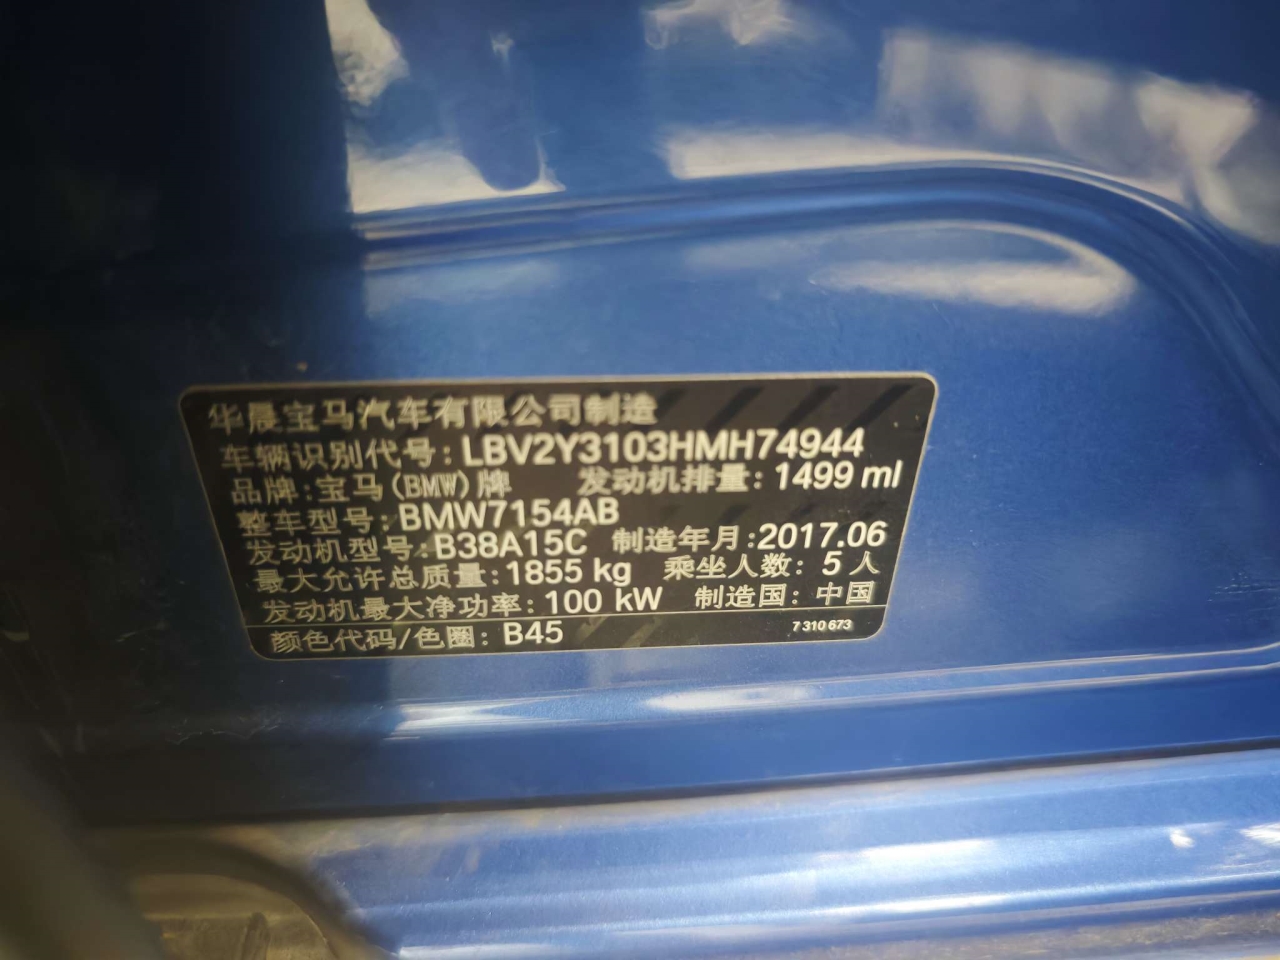 华晨宝马汽车有限公司制造
车辆识别代号: LBV2Y3103HMH74944
品牌: 宝马(BMW)牌 发动机排量: 1499 ml
整车型号: BMW7154AB
发动机型号: B38A15C 制造年月: 2017.06
最大允许总质量: 1855 kg 乘坐人数: 5 人
发动机最大净功率: 100 kW 制造国: 中国
颜色代码/色圈: B45 7 310 673